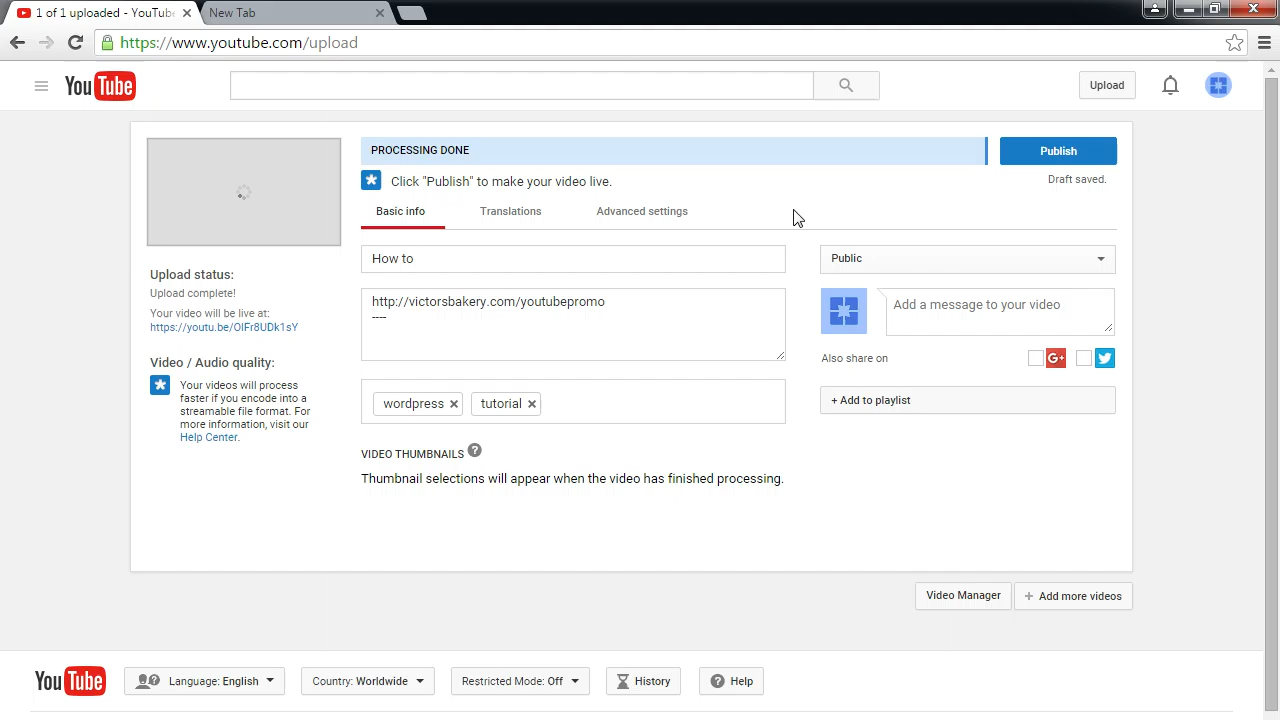 1 of 1 uploaded - YouTube
New Tab
https://www.youtube.com/upload
YouTube
Upload
PROCESSING DONE
Publish
Click "Publish" to make your video live.
Draft saved.
Basic info
Translations
Advanced settings
How to
Public
http://victorsbakery.com/youtubepromo
----
Add a message to your video
Upload status:
Upload complete!
Your video will be live at:
https://youtu.be/OIFr8UDk1sY
Also share on
G+
Video / Audio quality:
Your videos will process
faster if you encode into a
streamable file format. For
more information, visit our
Help Center.
wordpress
tutorial
+ Add to playlist
VIDEO THUMBNAILS ?
Thumbnail selections will appear when the video has finished processing.
Video Manager
+ Add more videos
YouTube
Language: English
Country: Worldwide
Restricted Mode: Off
History
Help